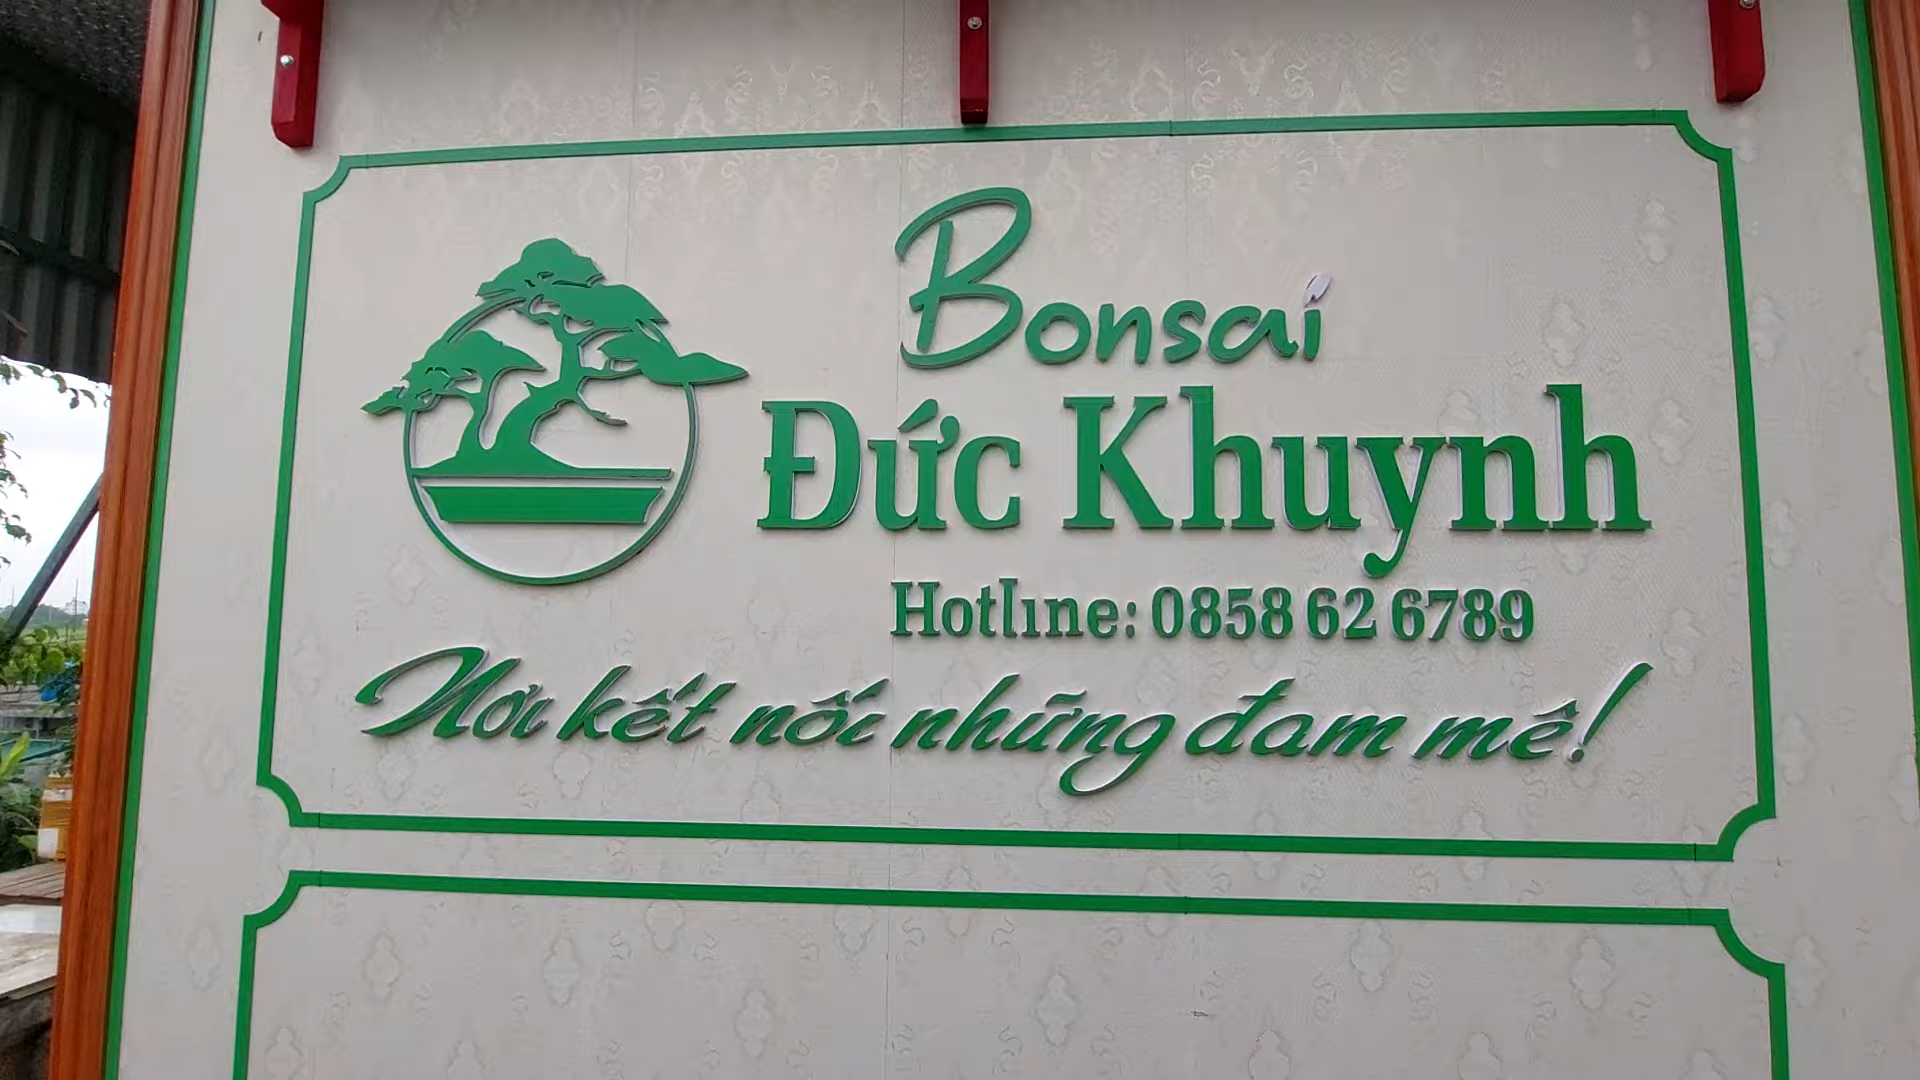 Bonsai
Đức Khuynh
Hotline: 0858 62 6789
Nơi kết nối những đam mê!